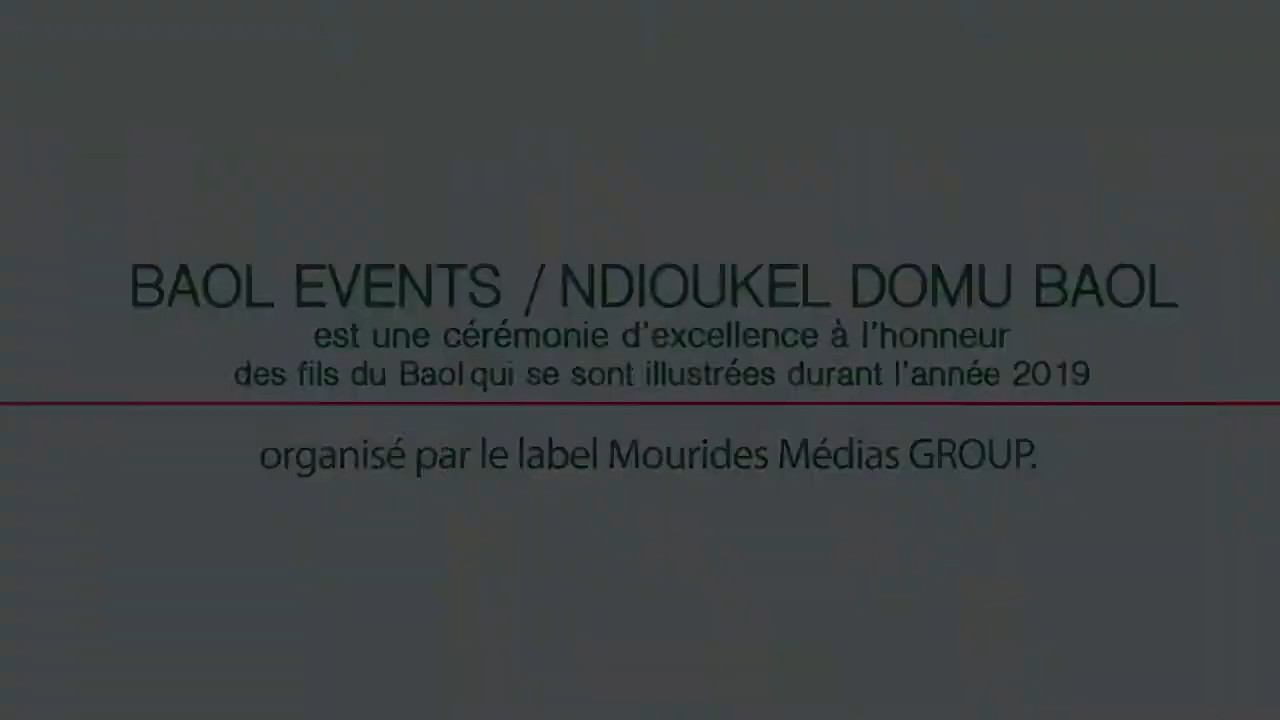 BAOL EVENTS / NDIOUKEL DOMU BAOL
est une cérémonie d'excellence à l'honneur
des fils du Baol qui se sont illustrées durant l'année 2019
organisé par le label Mourides Médias GROUP.